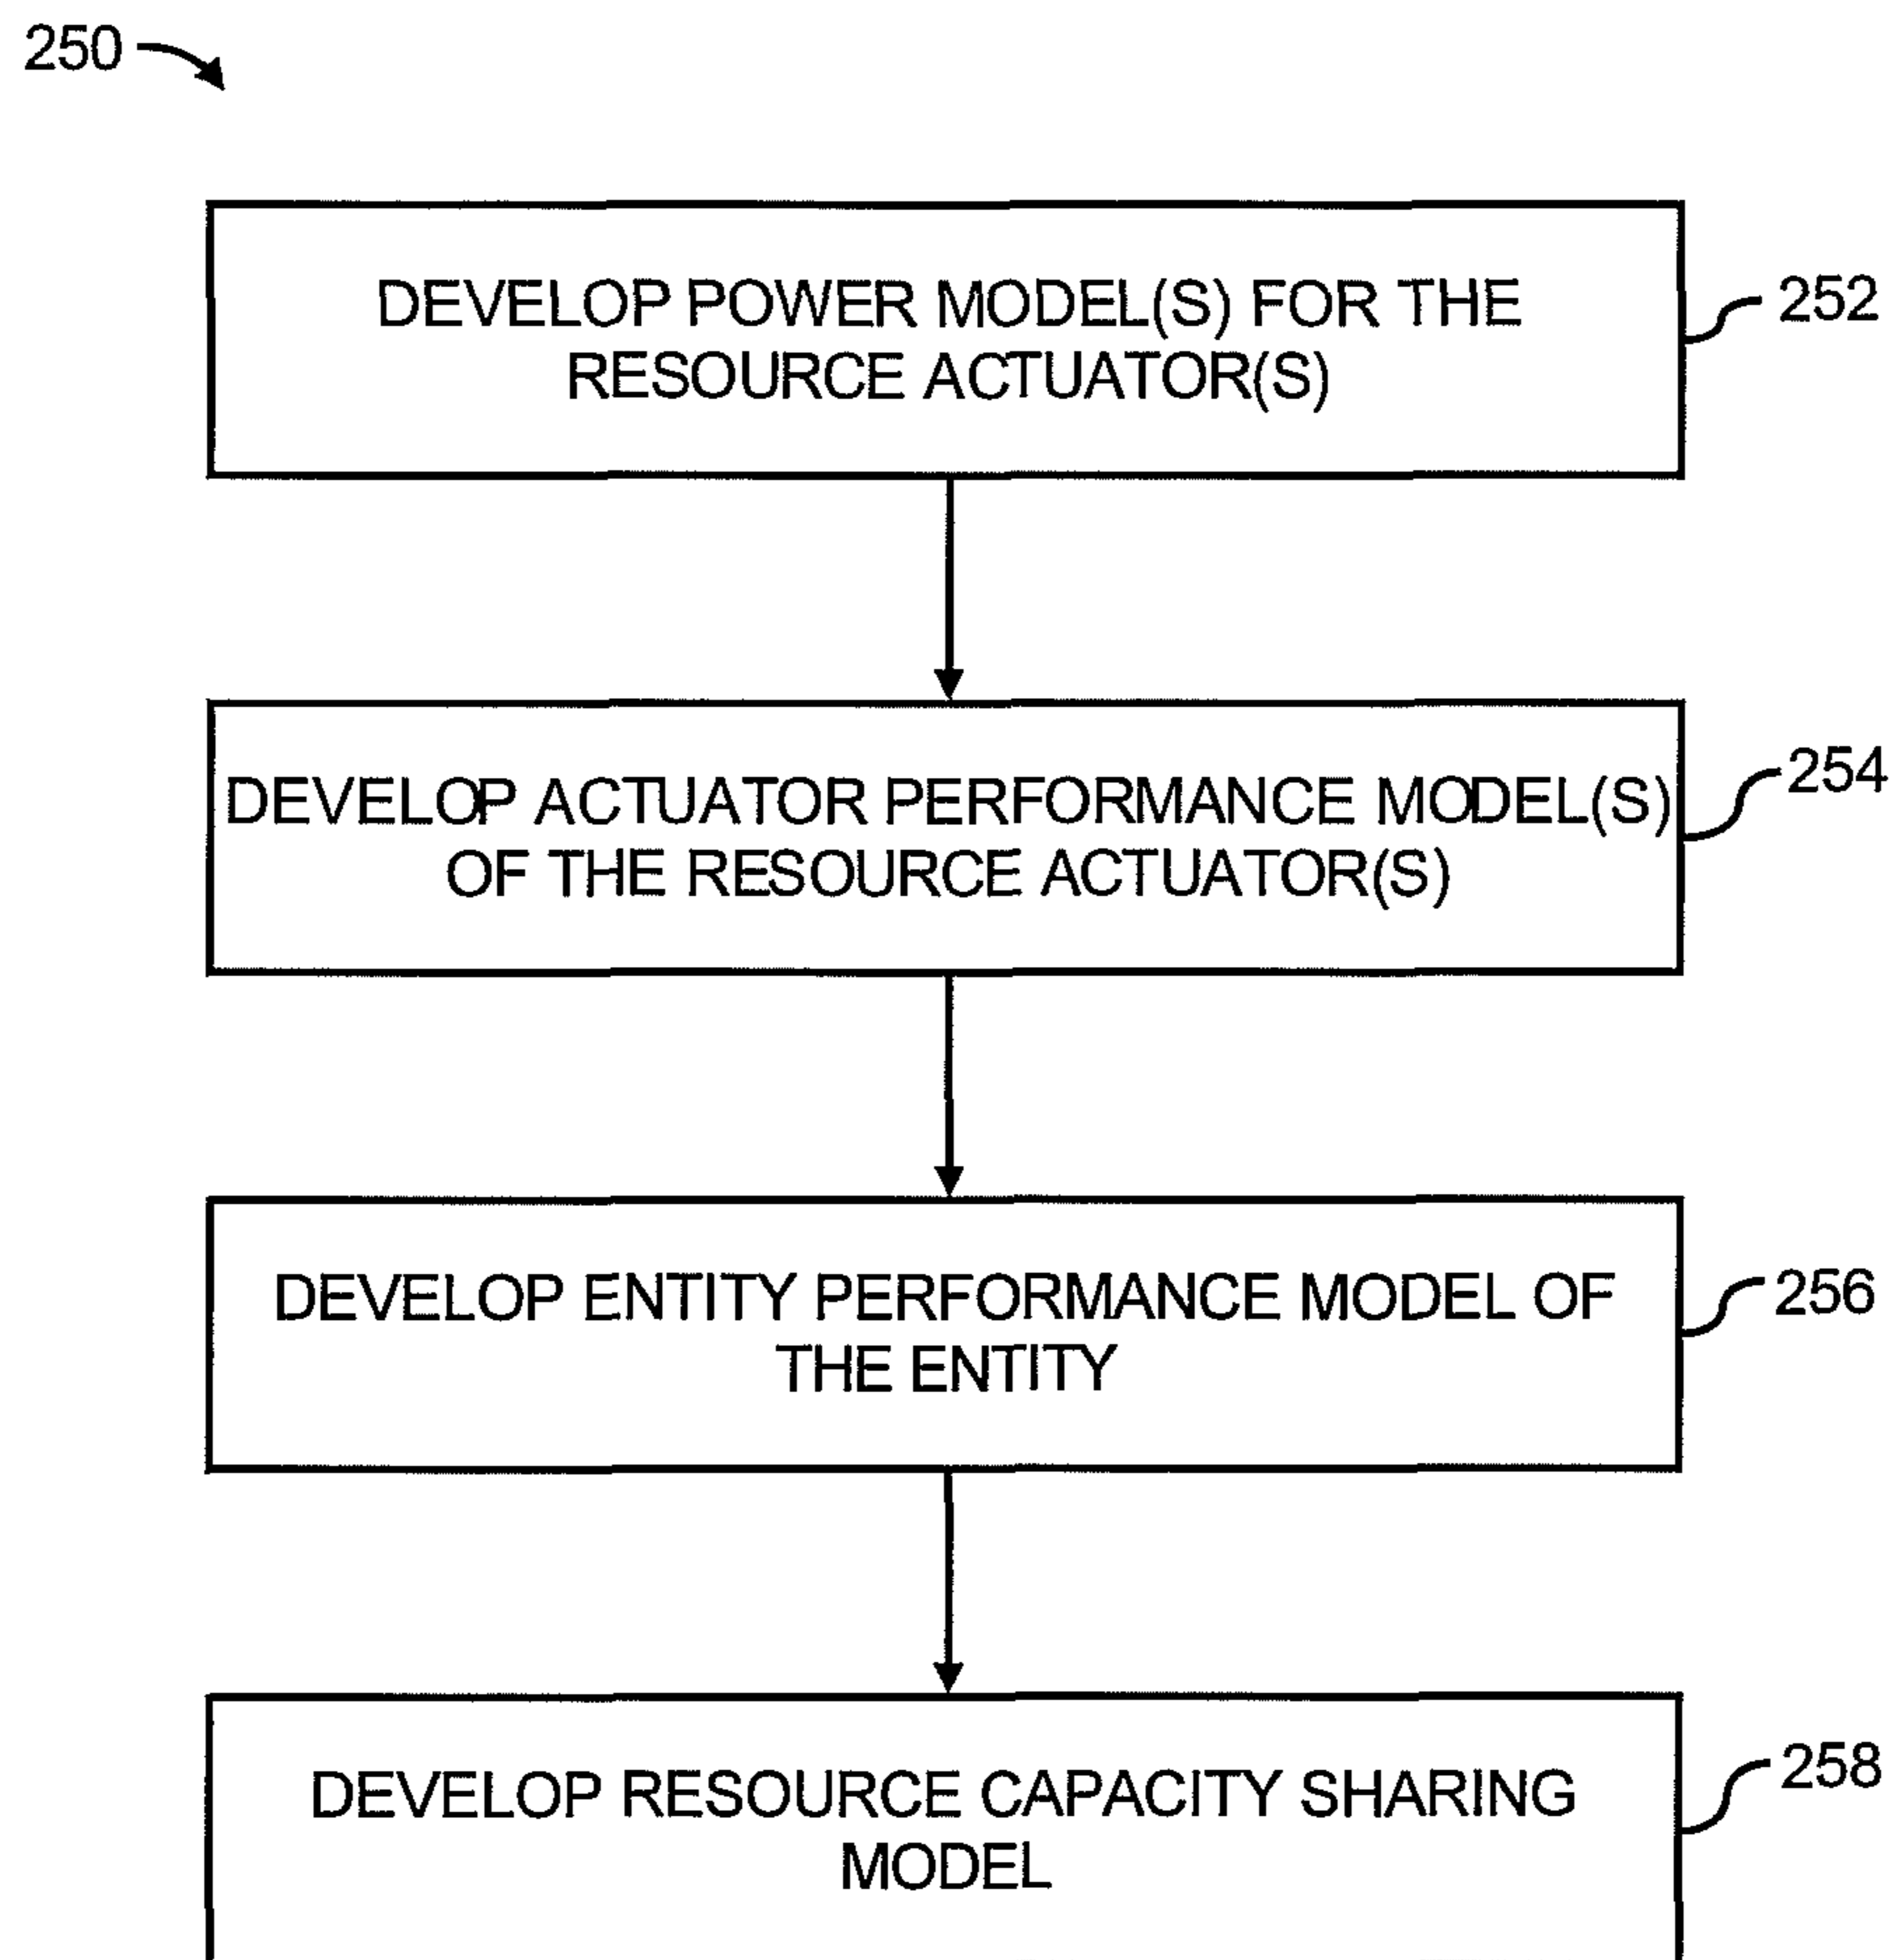 250
DEVELOP POWER MODEL(S) FOR THE
RESOURCE ACTUATOR(S)
252
DEVELOP ACTUATOR PERFORMANCE MODEL(S)
OF THE RESOURCE ACTUATOR(S)
254
DEVELOP ENTITY PERFORMANCE MODEL OF
THE ENTITY
256
DEVELOP RESOURCE CAPACITY SHARING
MODEL
258